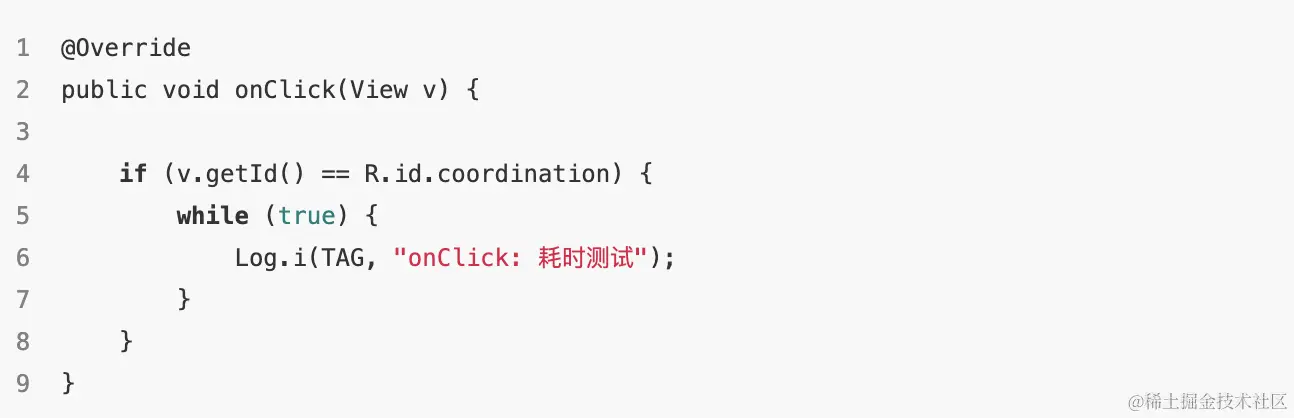 1 @Override
2 public void onClick(View v) {
3
4 if (v.getId() == R.id.coordination) {
5 while (true) {
6 Log.i(TAG, "onClick: 耗时测试");
7 }
8 }
9 }
@稀土掘金技术社区